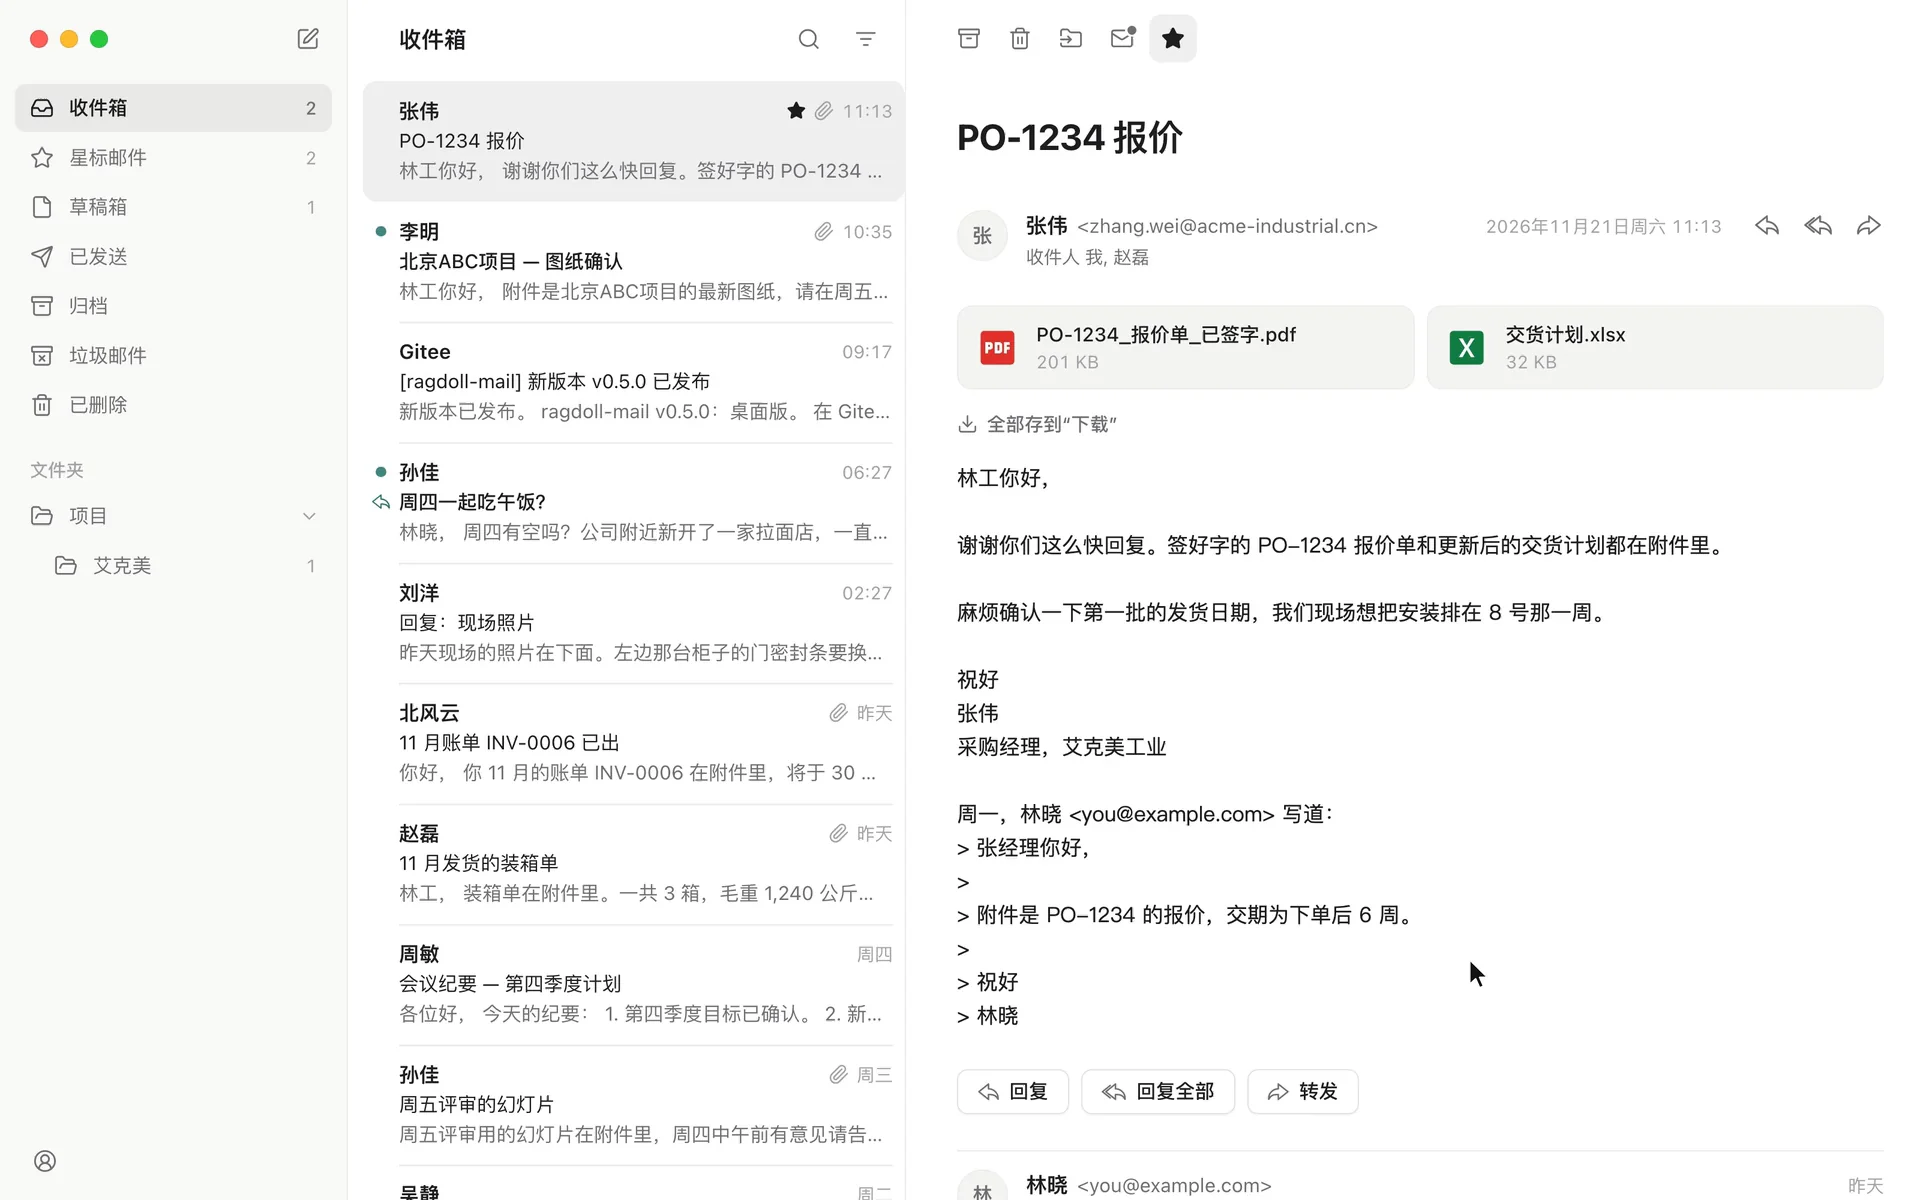 收件箱 2
星标邮件 2
草稿箱 1
已发送
归档
垃圾邮件
已删除
文件夹
项目
艾克美 1
收件箱
张伟 11:13
PO-1234 报价
林工你好， 谢谢你们这么快回复。签好字的 PO-1234 ...
李明 10:35
北京ABC项目 — 图纸确认
林工你好， 附件是北京ABC项目的最新图纸，请在周五...
Gitee 09:17
[ragdoll-mail] 新版本 v0.5.0 已发布
新版本已发布。 ragdoll-mail v0.5.0：桌面版。 在 Gite...
孙佳 06:27
周四一起吃午饭？
林晓， 周四有空吗？公司附近新开了一家拉面店，一直...
刘洋 02:27
回复：现场照片
昨天现场的照片在下面。左边那台柜子的门密封条要换...
北风云 昨天
11 月账单 INV-0006 已出
你好， 你 11 月的账单 INV-0006 在附件里，将于 30 ...
赵磊 昨天
11 月发货的装箱单
林工， 装箱单在附件里。一共 3 箱，毛重 1,240 公斤...
周敏 周四
会议纪要 — 第四季度计划
各位好， 今天的纪要： 1. 第四季度目标已确认。 2. 新...
孙佳 周三
周五评审的幻灯片
周五评审用的幻灯片在附件里，周四中午前有意见请告...
吴静 周二
PO-1234 报价
张
张伟 <zhang.wei@acme-industrial.cn> 2026年11月21日周六 11:13
收件人 我, 赵磊
PDF PO-1234_报价单_已签字.pdf
201 KB
X 交货计划.xlsx
32 KB
全部存到“下载”
林工你好，
谢谢你们这么快回复。签好字的 PO-1234 报价单和更新后的交货计划都在附件里。
麻烦确认一下第一批的发货日期，我们现场想把安装排在 8 号那一周。
祝好
张伟
采购经理，艾克美工业
周一，林晓 <you@example.com> 写道：
> 张经理你好，
>
> 附件是 PO-1234 的报价，交期为下单后 6 周。
>
> 祝好
> 林晓
回复 回复全部 转发
林
林晓 <you@example.com> 昨天